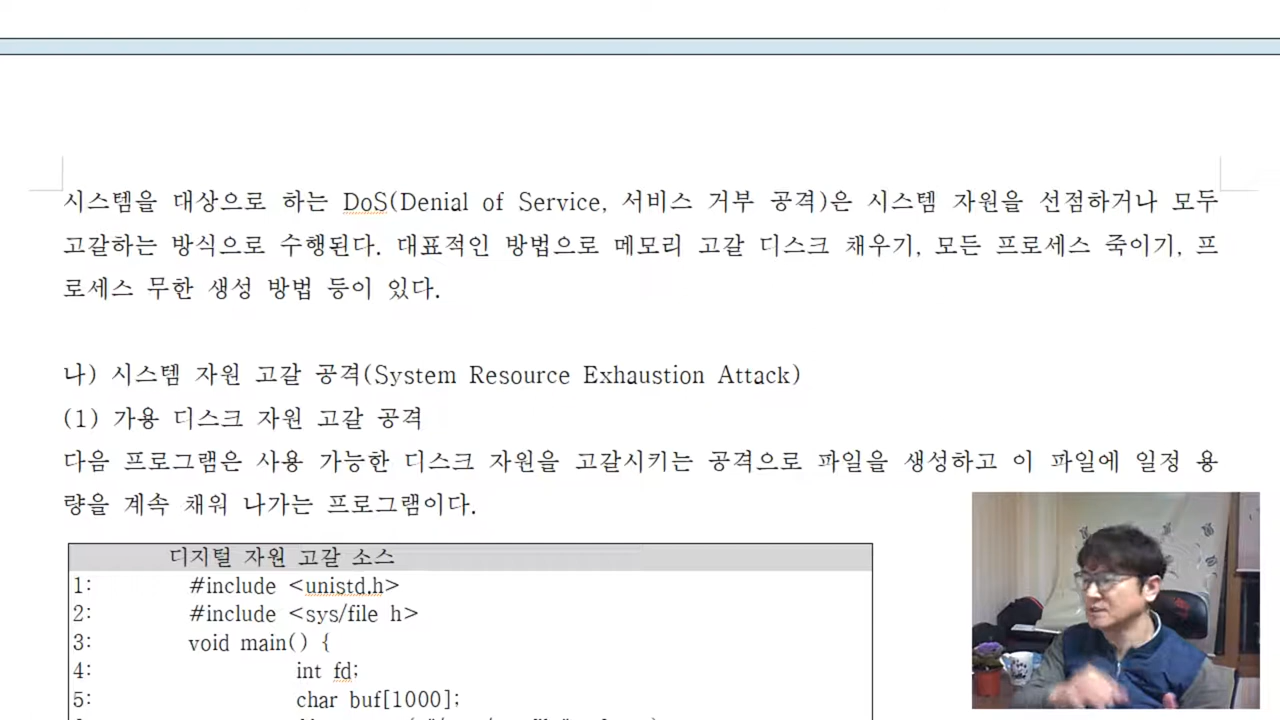 시스템을 대상으로 하는 DoS(Denial of Service, 서비스 거부 공격)은 시스템 자원을 선점하거나 모두
고갈하는 방식으로 수행된다. 대표적인 방법으로 메모리 고갈 디스크 채우기, 모든 프로세스 죽이기, 프
로세스 무한 생성 방법 등이 있다.
나) 시스템 자원 고갈 공격(System Resource Exhaustion Attack)
(1) 가용 디스크 자원 고갈 공격
다음 프로그램은 사용 가능한 디스크 자원을 고갈시키는 공격으로 파일을 생성하고 이 파일에 일정 용
량을 계속 채워 나가는 프로그램이다.
디지털 자원 고갈 소스
1: #include <unistd.h>
2: #include <sys/file h>
3: void main() {
4: int fd;
5: char buf[1000];